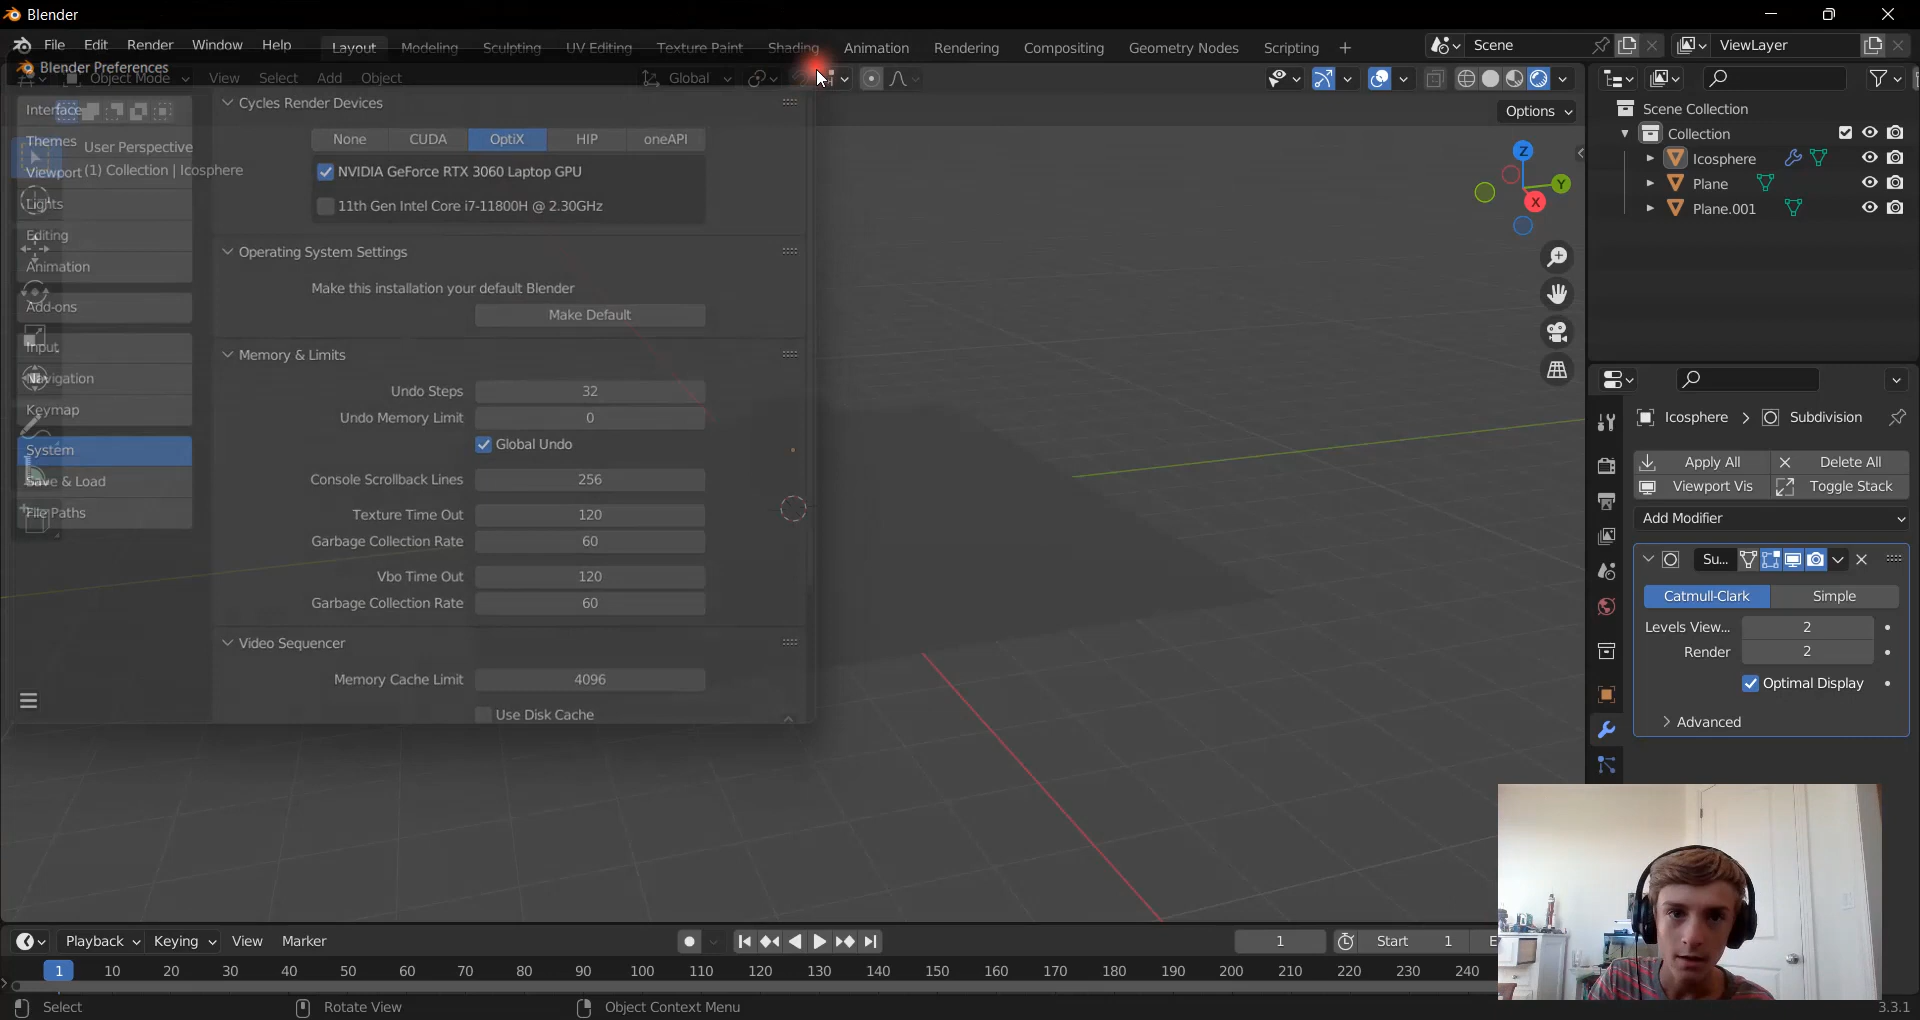 Blender
File Edit Render Window Help
Layout Modeling Sculpting UV Editing Texture Paint Shading Animation Rendering Compositing Geometry Nodes Scripting +
Scene
ViewLayer
Blender Preferences
Object Mode View Select Add Object
Global
Options
Interface
Themes
Viewport
Lights
Editing
Animation
Add-ons
Input
Navigation
Keymap
System
Save & Load
File Paths
User Perspective
(1) Collection | Icosphere
Cycles Render Devices
None CUDA OptiX HIP oneAPI
NVIDIA GeForce RTX 3060 Laptop GPU
11th Gen Intel Core i7-11800H @ 2.30GHz
Operating System Settings
Make this installation your default Blender
Make Default
Memory & Limits
Undo Steps 32
Undo Memory Limit 0
Global Undo
Console Scrollback Lines 256
Texture Time Out 120
Garbage Collection Rate 60
Vbo Time Out 120
Garbage Collection Rate 60
Video Sequencer
Memory Cache Limit 4096
Use Disk Cache
Z
Y
X
Scene Collection
Collection
Icosphere
Plane
Plane.001
Icosphere > Subdivision
Apply All Delete All
Viewport Vis Toggle Stack
Add Modifier
Su...
Catmull-Clark Simple
Levels View... 2
Render 2
Optimal Display
Advanced
Playback Keying View Marker
1 Start 1 E
1 10 20 30 40 50 60 70 80 90 100 110 120 130 140 150 160 170 180 190 200 210 220 230 240
Select Rotate View Object Context Menu
3.3.1